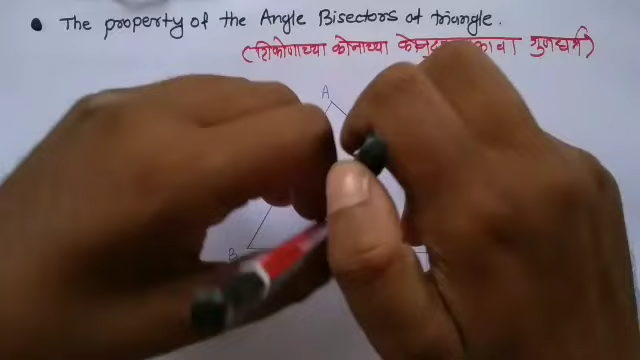 The property of the Angle Bisectors of triangle.
(त्रिकोणाच्या कोनाच्या गुणधर्म)
A
B